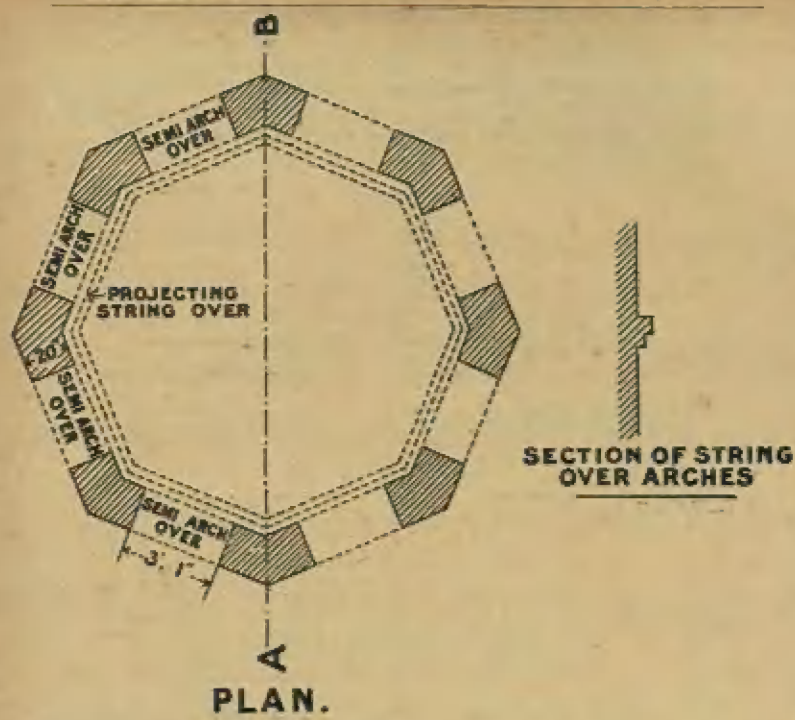 B
SEMI ARCH
OVER
SEMI ARCH
OVER
PROJECTING
STRING OVER
20"
SEMI ARCH
OVER
SEMI ARCH
OVER
3' 1"
SECTION OF STRING
OVER ARCHES
A
PLAN.